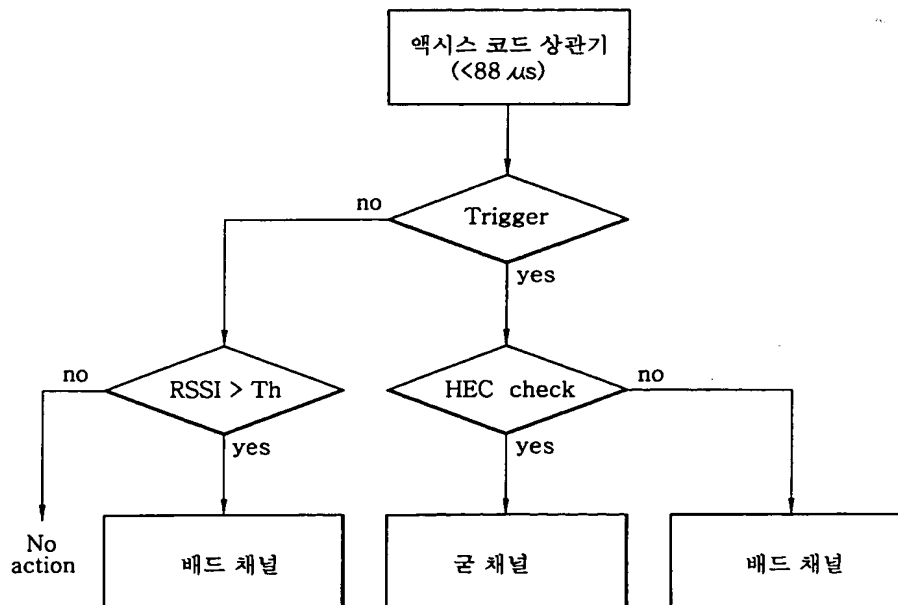 액시스 코드 상관기
(<88 μs)
no
Trigger
yes
no
RSSI > Th
HEC check
no
yes
yes
No
action
배드 채널
굳 채널
배드 채널